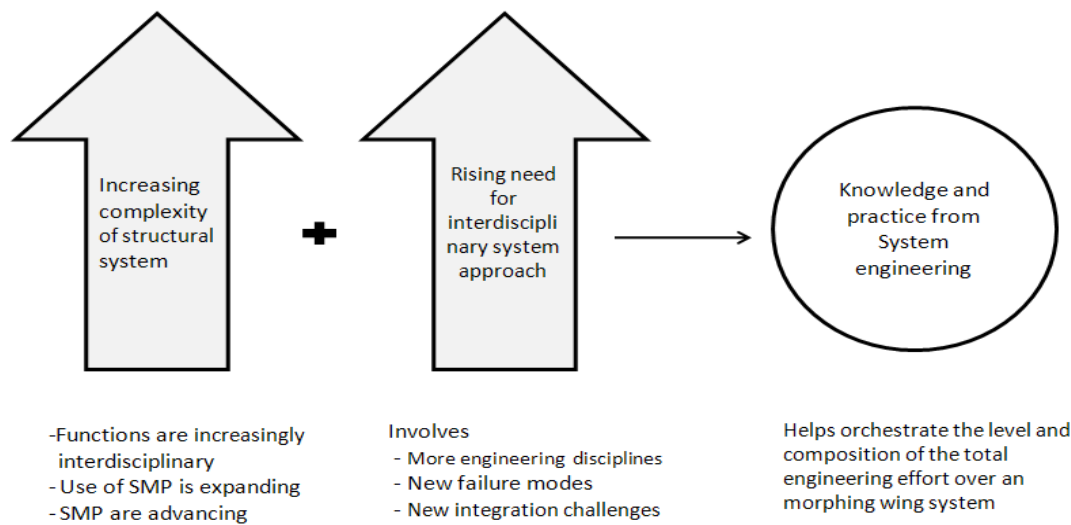 Increasing
complexity
of structural
system
Rising need
for
interdiscipli
nary system
approach
Knowledge and
practice from
System
engineering
-Functions are increasingly
interdisciplinary
- Use of SMP is expanding
- SMP are advancing
Involves
- More engineering disciplines
- New failure modes
- New integration challenges
Helps orchestrate the level and
composition of the total
engineering effort over an
morphing wing system